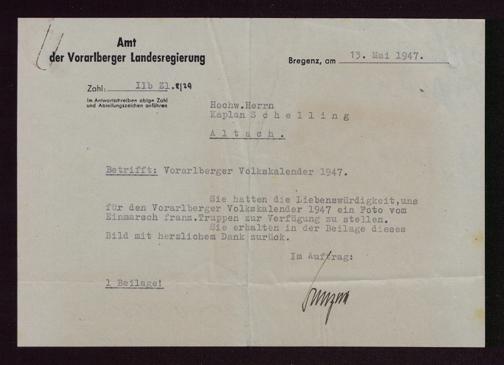 Amt
der Vorarlberger Landesregierung
Bregenz, am 13. Mai 1947.
Zahl: IIb Zl.
Im Antwortschreiben obige Zahl
und Abteilungszeichen anführen
Hochw.Herrn
Kaplan S c h e l l i n g
A l t a c h .
Betrifft: Vorarlberger Volkskalender 1947.
Sie hatten die Liebenswürdigkeit,uns
für den Vorarlberger Volkskalender 1947 ein Foto vom
Einmarsch franz.Truppen zur Verfügung zu stellen.
Sie erhalten in der Beilage dieses
Bild mit herzlichem Dank zurück.
Im Auftrag:
1 Beilage!